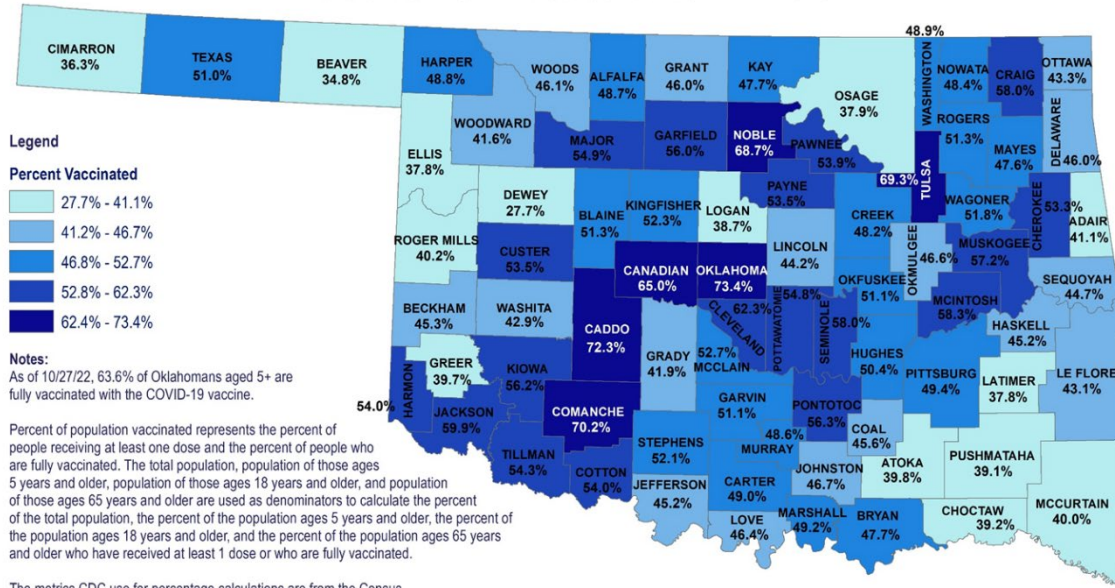 CIMARRON
36.3%
TEXAS
51.0%
BEAVER
34.8%
HARPER
48.8%
WOODS
46.1%
ALFALFA
48.7%
GRANT
46.0%
KAY
47.7%
OSAGE
37.9%
48.9%
WASHINGTON
NOWATA
48.4%
CRAIG
58.0%
OTTAWA
43.3%
DELAWARE
46.0%
WOODWARD
41.6%
MAJOR
54.9%
GARFIELD
56.0%
NOBLE
68.7%
PAWNEE
53.9%
ROGERS
51.3%
MAYES
47.6%
ELLIS
37.8%
DEWEY
27.7%
BLAINE
51.3%
KINGFISHER
52.3%
LOGAN
38.7%
PAYNE
53.5%
CREEK
48.2%
69.3%
TULSA
WAGONER
51.8%
CHEROKEE
53.3%
ADAIR
41.1%
Legend
Percent Vaccinated
27.7% - 41.1%
41.2% - 46.7%
46.8% - 52.7%
52.8% - 62.3%
62.4% - 73.4%
ROGER MILLS
40.2%
CUSTER
53.5%
CANADIAN
65.0%
OKLAHOMA
73.4%
LINCOLN
44.2%
OKMULGEE
46.6%
MUSKOGEE
57.2%
SEQUOYAH
44.7%
BECKHAM
45.3%
WASHITA
42.9%
CADDO
72.3%
GRADY
41.9%
CLEVELAND
62.3%
POTTAWATOMIE
54.8%
SEMINOLE
58.0%
OKFUSKEE
51.1%
MCINTOSH
58.3%
HASKELL
45.2%
LE FLORE
43.1%
GREER
39.7%
KIOWA
56.2%
52.7%
MCCLAIN
HUGHES
50.4%
PITTSBURG
49.4%
LATIMER
37.8%
54.0%
HARMON
JACKSON
59.9%
COMANCHE
70.2%
GARVIN
51.1%
PONTOTOC
56.3%
COAL
45.6%
TILLMAN
54.3%
COTTON
54.0%
STEPHENS
52.1%
48.6%
MURRAY
JOHNSTON
46.7%
ATOKA
39.8%
PUSHMATAHA
39.1%
MCCURTAIN
40.0%
JEFFERSON
45.2%
CARTER
49.0%
LOVE
46.4%
MARSHALL
49.2%
BRYAN
47.7%
CHOCTAW
39.2%
Notes:
As of 10/27/22, 63.6% of Oklahomans aged 5+ are
fully vaccinated with the COVID-19 vaccine.
Percent of population vaccinated represents the percent of
people receiving at least one dose and the percent of people who
are fully vaccinated. The total population, population of those ages
5 years and older, population of those ages 18 years and older, and population
of those ages 65 years and older are used as denominators to calculate the percent
of the total population, the percent of the population ages 5 years and older, the percent of
the population ages 18 years and older, and the percent of the population ages 65 years
and older who have received at least 1 dose or who are fully vaccinated.
The metrics CDC use for percentage calculations are from the Census